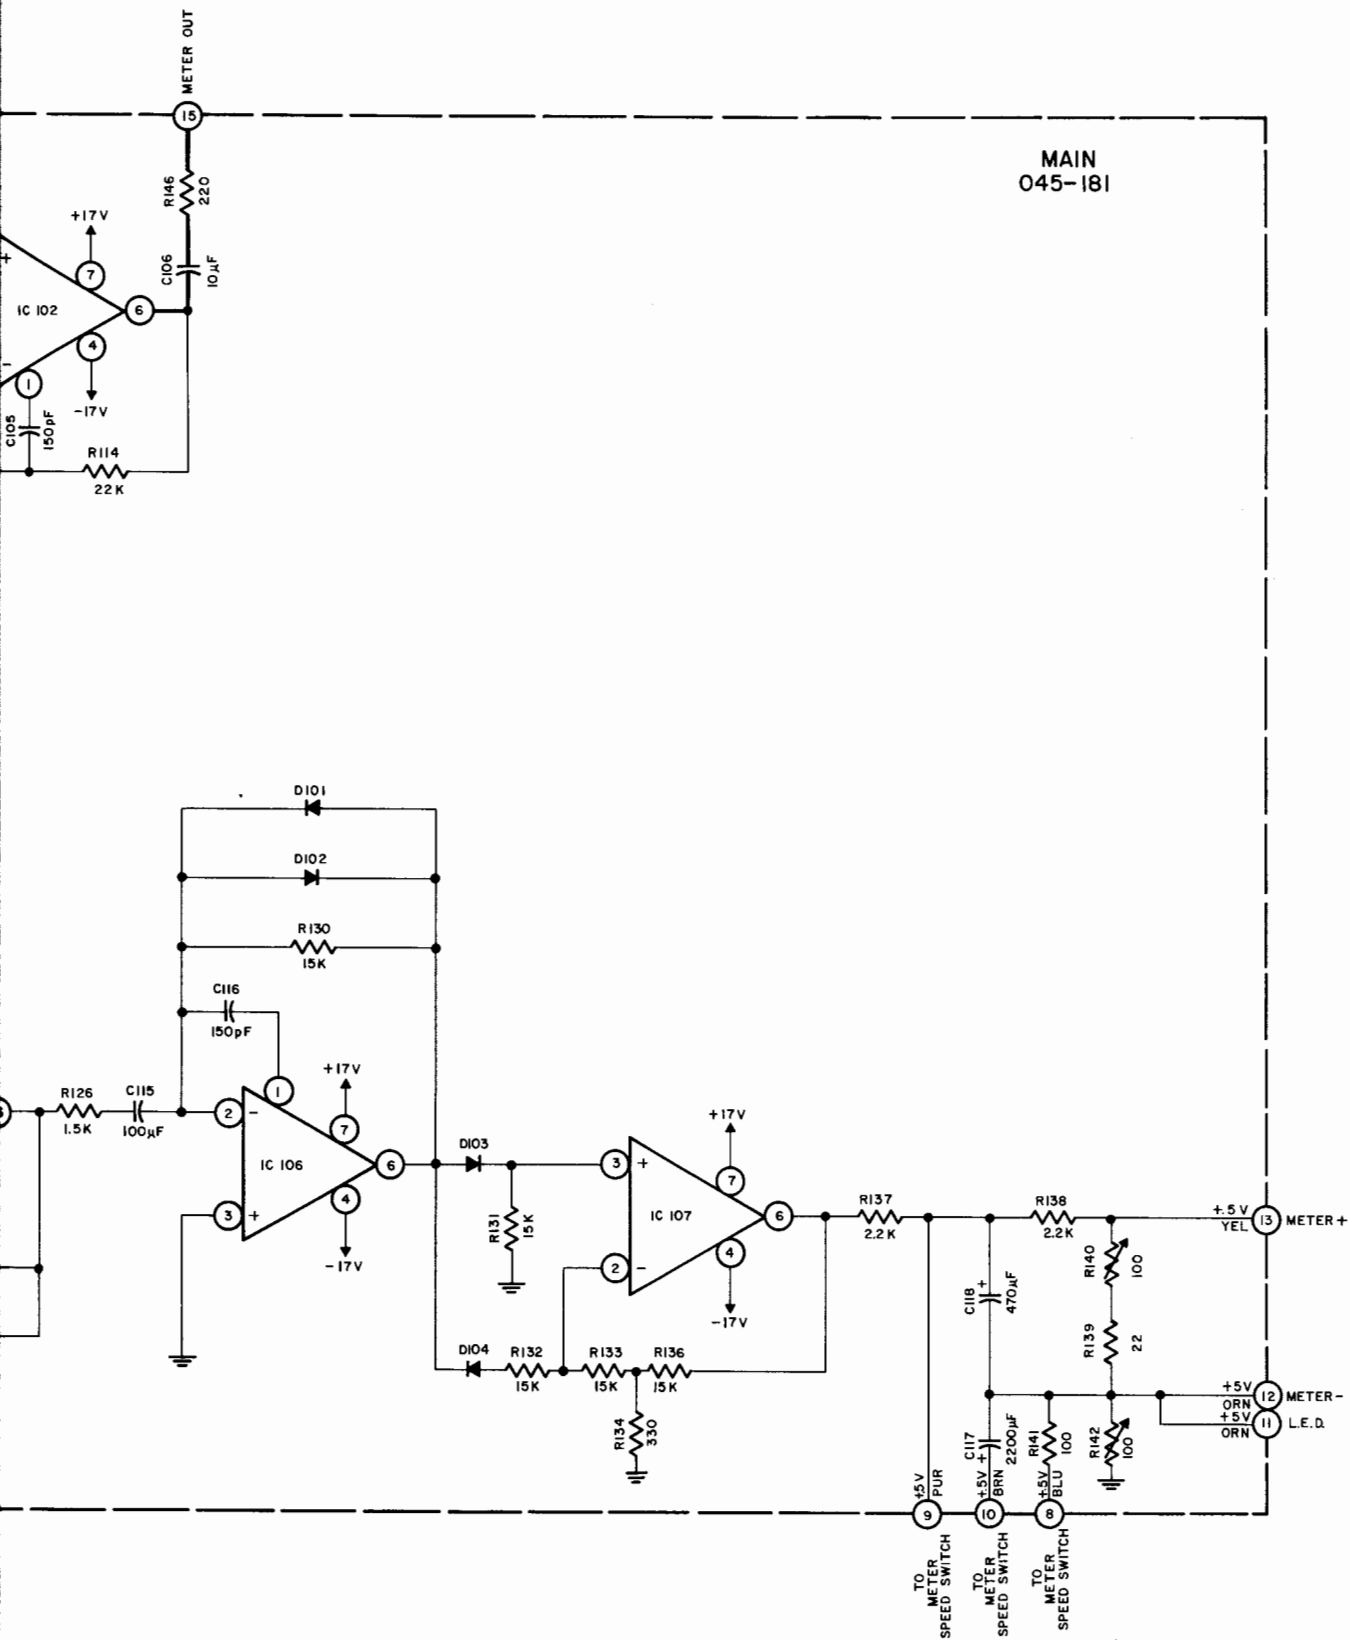 METER OUT
15
MAIN
045-181
R146
220
+17V
C106
10µF
+
7
IC 102
6
4
-
1
-17V
C105
150pF
R114
22K
D101
D102
R130
15K
C116
150pF
+17V
1
R126
1.5K
C115
100µF
2
-
7
IC 106
6
3
+
4
-17V
D103
R131
15K
+17V
3
+
7
IC 107
6
2
-
4
-17V
R137
2.2K
R138
2.2K
+.5V
YEL
13
METER+
R140
100
C118
+
470µF
R139
22
D104
R132
15K
R133
15K
R136
15K
R134
330
+5V
ORN
12
METER-
+5V
ORN
11
L.E.D.
C117
+
2200µF
R141
100
R142
100
+5V
PUR
+.5V
BRN
+.5V
BLU
9
10
8
TO
METER
SPEED SWITCH
TO
METER
SPEED SWITCH
TO
METER
SPEED SWITCH